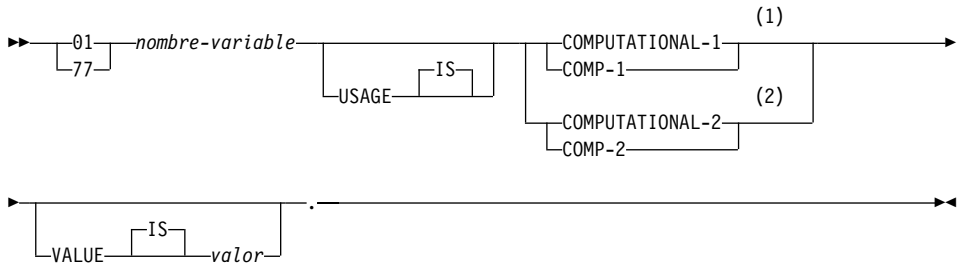 (1)
01 nombre-variable IS COMPUTATIONAL-1
77 USAGE COMP-1
(2)
COMPUTATIONAL-2
COMP-2
.
IS
VALUE valor